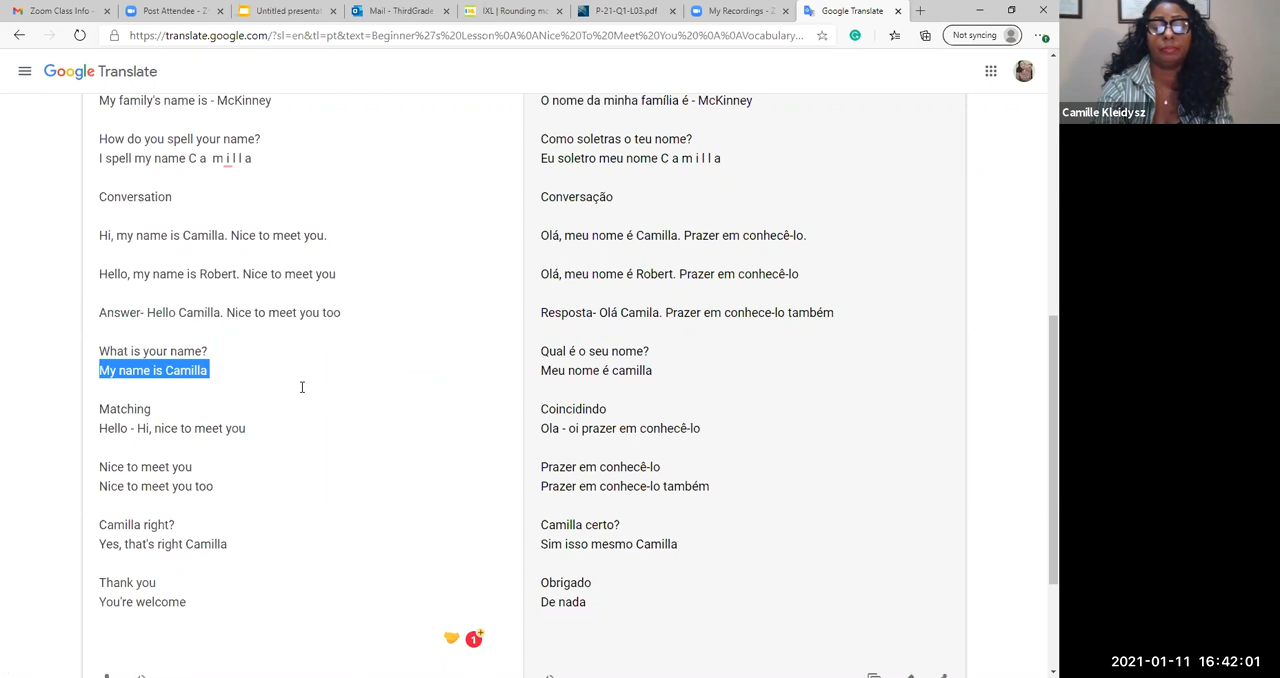 Zoom Class Info -
Post Attendee - Z
Untitled presenta
Mail - ThirdGrade
IXL | Rounding m
P-21-Q1-L03.pdf
My Recordings - Z
Google Translate
https://translate.google.com/?sl=en&tl=pt&text=Beginner%27s%20Lesson%0A%0ANice%20To%20Meet%20You%20%0A%0AVocabulary...
Not syncing
Google Translate
Camille Kleidysz
My family's name is - McKinney
How do you spell your name?
I spell my name C a m i l l a
Conversation
Hi, my name is Camilla. Nice to meet you.
Hello, my name is Robert. Nice to meet you
Answer- Hello Camilla. Nice to meet you too
What is your name?
My name is Camilla
Matching
Hello - Hi, nice to meet you
Nice to meet you
Nice to meet you too
Camilla right?
Yes, that's right Camilla
Thank you
You're welcome
1
O nome da minha família é - McKinney
Como soletras o teu nome?
Eu soletro meu nome C a m i l l a
Conversação
Olá, meu nome é Camilla. Prazer em conhecê-lo.
Olá, meu nome é Robert. Prazer em conhecê-lo
Resposta- Olá Camila. Prazer em conhece-lo também
Qual é o seu nome?
Meu nome é camilla
Coincidindo
Ola - oi prazer em conhecê-lo
Prazer em conhecê-lo
Prazer em conhece-lo também
Camilla certo?
Sim isso mesmo Camilla
Obrigado
De nada
2021-01-11 16:42:01